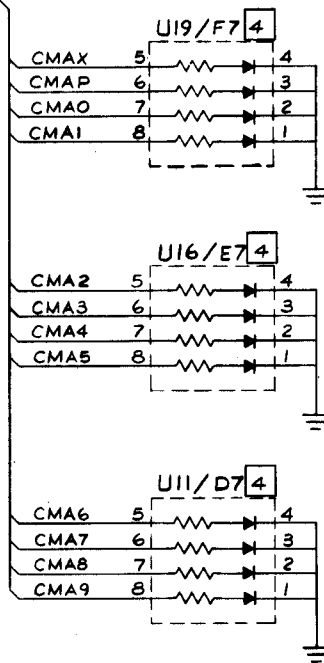 U19/F7 4
CMAX 5 4
CMAP 6 3
CMA0 7 2
CMA1 8 1
U16/E7 4
CMA2 5 4
CMA3 6 3
CMA4 7 2
CMA5 8 1
U11/D7 4
CMA6 5 4
CMA7 6 3
CMA8 7 2
CMA9 8 1